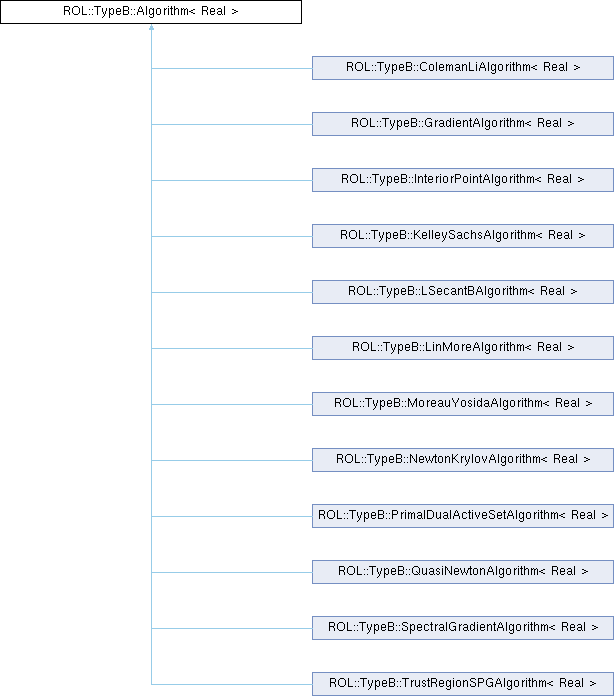 ROL::TypeB::Algorithm< Real >
ROL::TypeB::ColemanLiAlgorithm< Real >
ROL::TypeB::GradientAlgorithm< Real >
ROL::TypeB::InteriorPointAlgorithm< Real >
ROL::TypeB::KelleySachsAlgorithm< Real >
ROL::TypeB::LSecantBAlgorithm< Real >
ROL::TypeB::LinMoreAlgorithm< Real >
ROL::TypeB::MoreauYosidaAlgorithm< Real >
ROL::TypeB::NewtonKrylovAlgorithm< Real >
ROL::TypeB::PrimalDualActiveSetAlgorithm< Real >
ROL::TypeB::QuasiNewtonAlgorithm< Real >
ROL::TypeB::SpectralGradientAlgorithm< Real >
ROL::TypeB::TrustRegionSPGAlgorithm< Real >